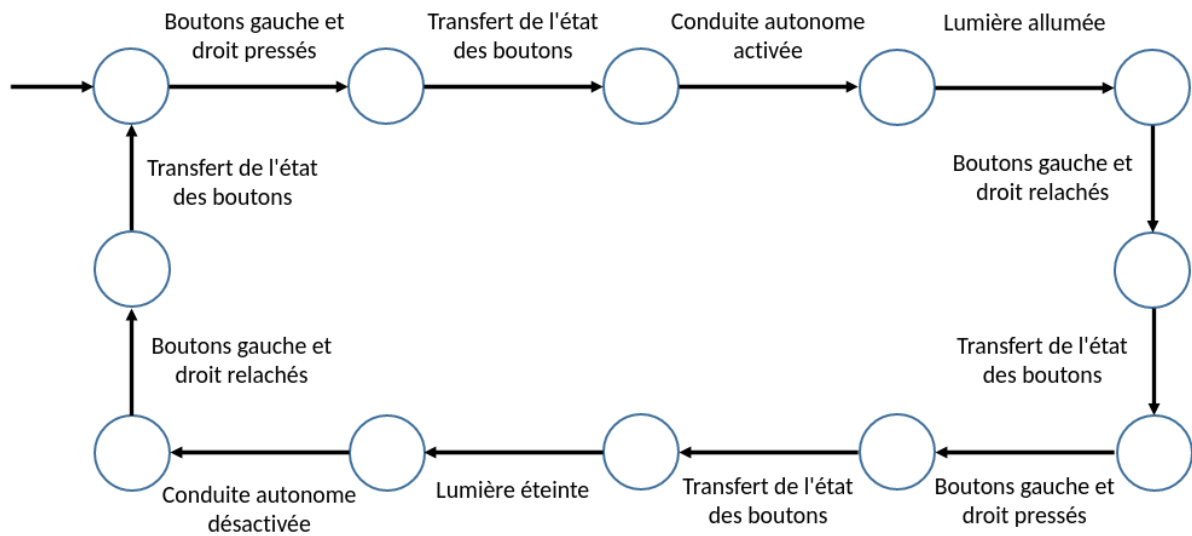 Boutons gauche et
droit pressés
Transfert de l'état
des boutons
Conduite autonome
activée
Lumière allumée
Transfert de l'état
des boutons
Boutons gauche et
droit relachés
Boutons gauche et
droit relachés
Transfert de l'état
des boutons
Conduite autonome
désactivée
Lumière éteinte
Transfert de l'état
des boutons
Boutons gauche et
droit pressés